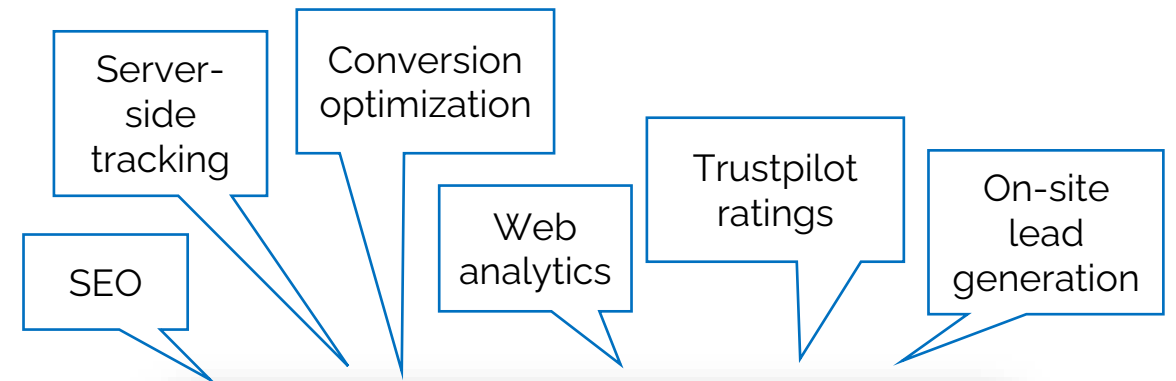 Server-
side
tracking
Conversion
optimization
Trustpilot
ratings
On-site
lead
generation
Web
analytics
SEO